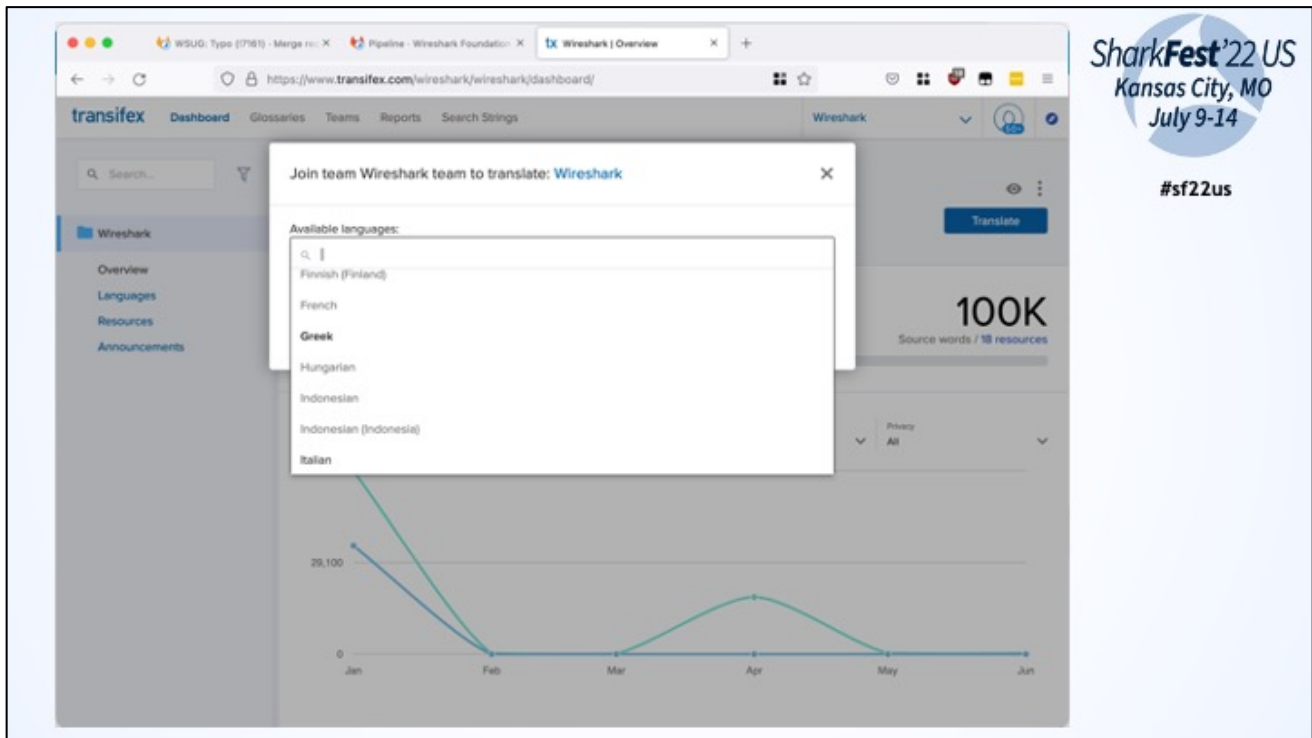 WSUG: Typo (!7161) · Merge rec
Pipeline · Wireshark Foundation
tx Wireshark | Overview
https://www.transifex.com/wireshark/wireshark/dashboard/
transifex
Dashboard
Glossaries
Teams
Reports
Search Strings
Wireshark
Search...
Wireshark
Overview
Languages
Resources
Announcements
Join team Wireshark team to translate: Wireshark
Available languages:
Finnish (Finland)
French
Greek
Hungarian
Indonesian
Indonesian (Indonesia)
Italian
Translate
100K
Source words / 18 resources
Privacy
All
29,100
0
Jan
Feb
Mar
Apr
May
Jun
SharkFest'22 US
Kansas City, MO
July 9-14
#sf22us